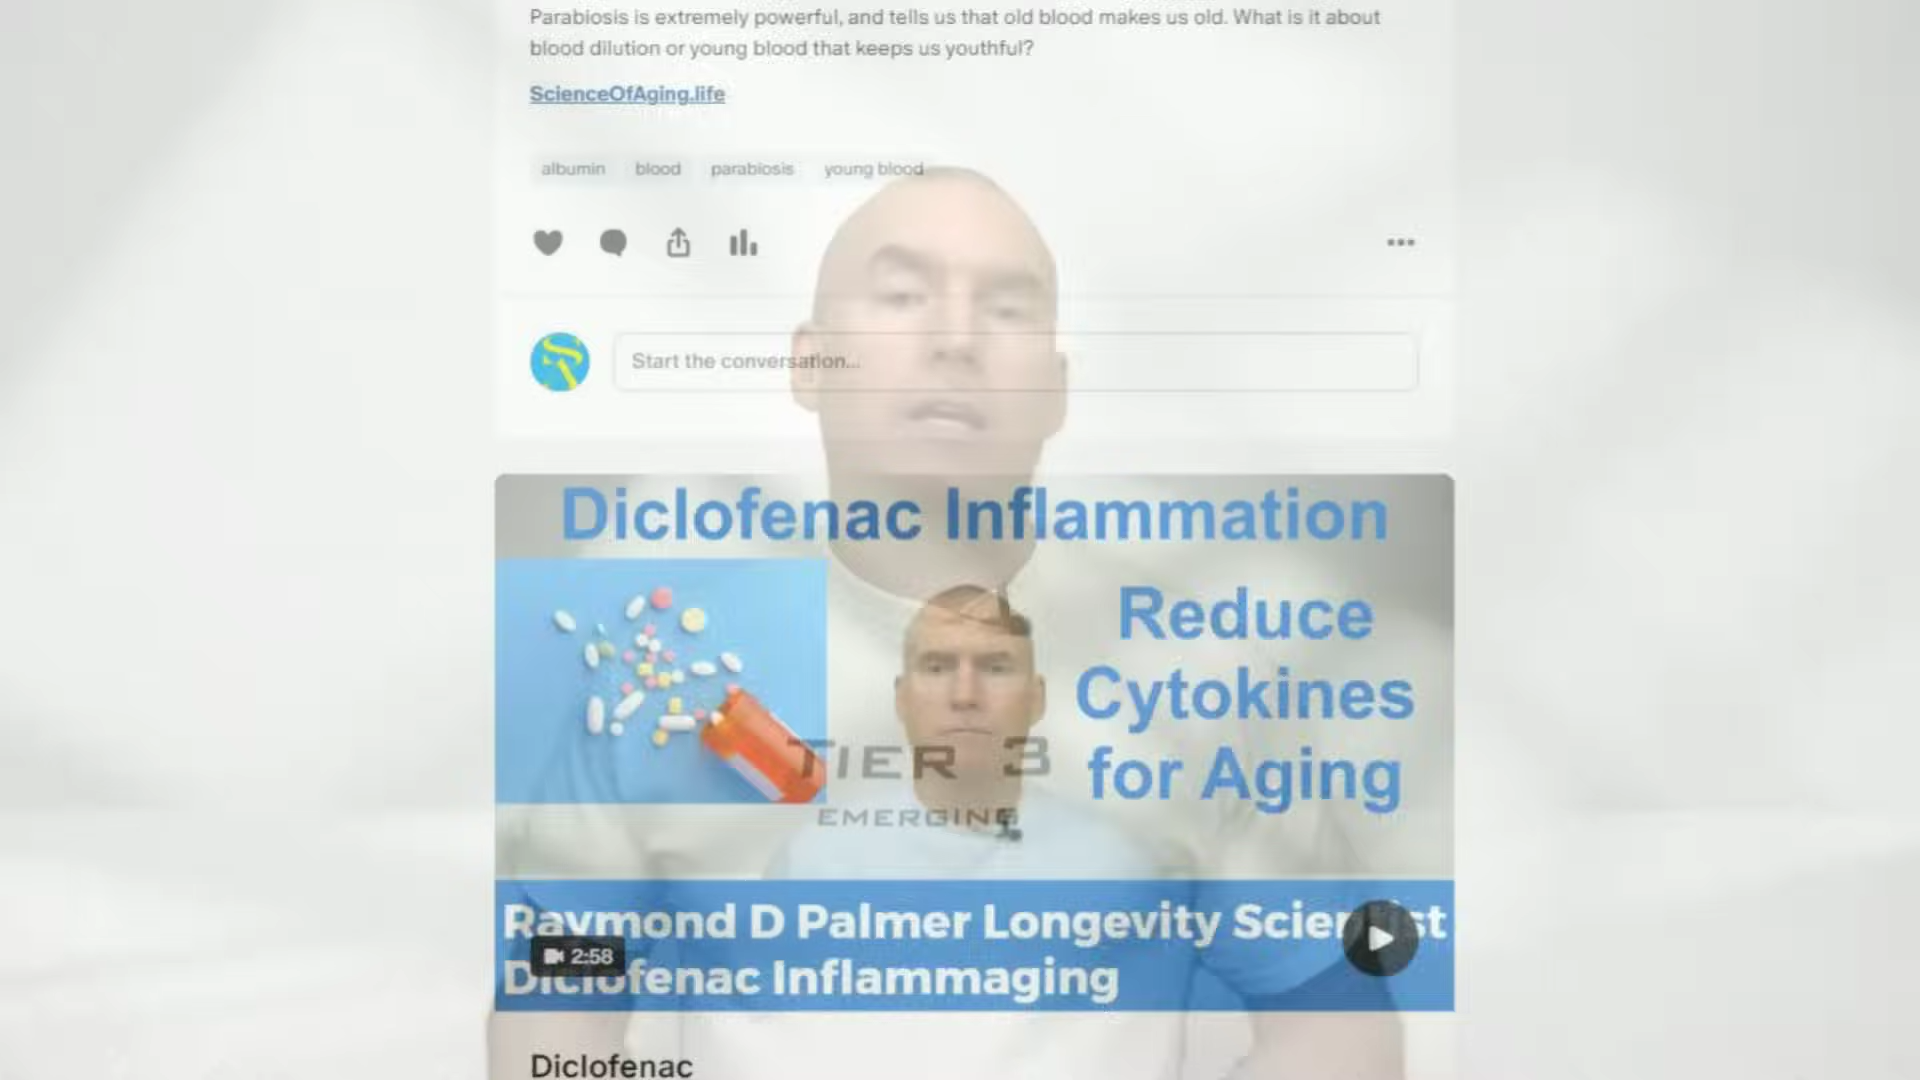 Parabiosis is extremely powerful, and tells us that old blood makes us old. What is it about
blood dilution or young blood that keeps us youthful?
ScienceOfAging.life
albumin blood parabiosis young blood
Start the conversation...
Diclofenac Inflammation
Reduce
Cytokines
for Aging
TIER 3
EMERGING
Raymond D Palmer Longevity Scientist
2:58
Diclofenac Inflammaging
Diclofenac